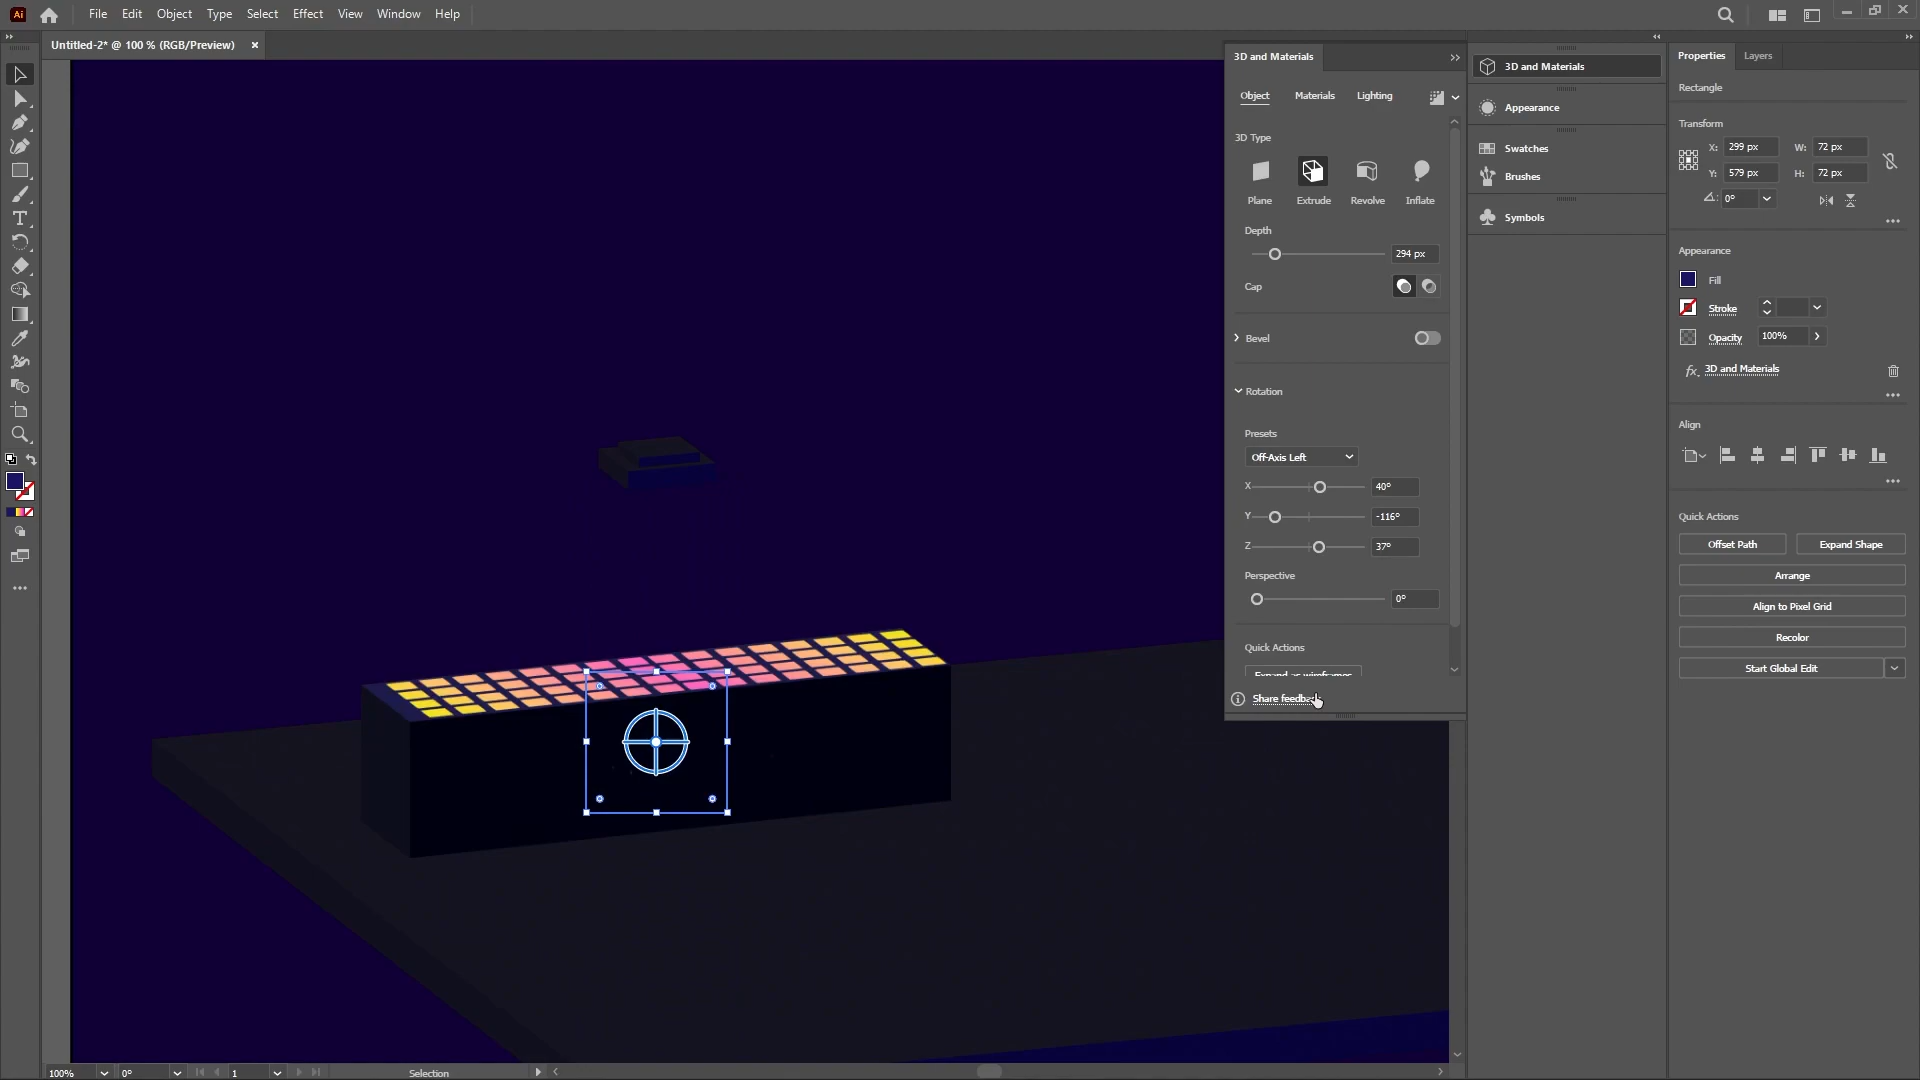 Ai File Edit Object Type Select Effect View Window Help
Untitled-2* @ 100 % (RGB/Preview) ×
3D and Materials
Object Materials Lighting
3D Type
Plane Extrude Revolve Inflate
Depth
294 px
Cap
Bevel
Rotation
Presets
Off-Axis Left
X 40°
Y -116°
Z 37°
Perspective
0°
Quick Actions
Expand as wireframes
Share feedback
3D and Materials
Appearance
Swatches
Brushes
Symbols
Properties Layers
Rectangle
Transform
X: 299 px W: 72 px
Y: 579 px H: 72 px
0°
Appearance
Fill
Stroke
Opacity 100%
fx. 3D and Materials
Align
Quick Actions
Offset Path Expand Shape
Arrange
Align to Pixel Grid
Recolor
Start Global Edit
100% 0° 1 Selection